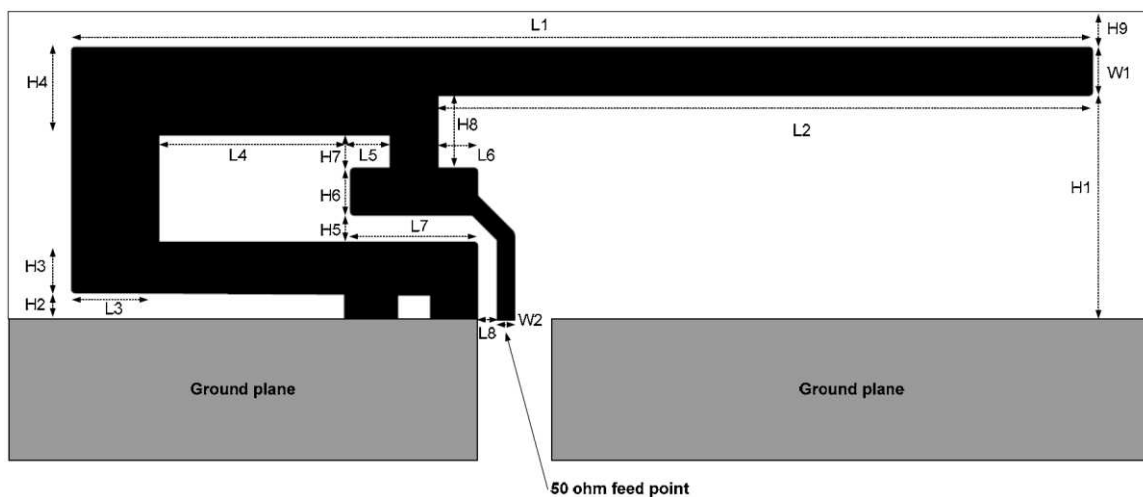 L1
H9
H4
W1
L2
H8
L4
H7
L5
L6
H6
H1
H5
L7
H3
H2
L3
L8
W2
Ground plane
Ground plane
50 ohm feed point